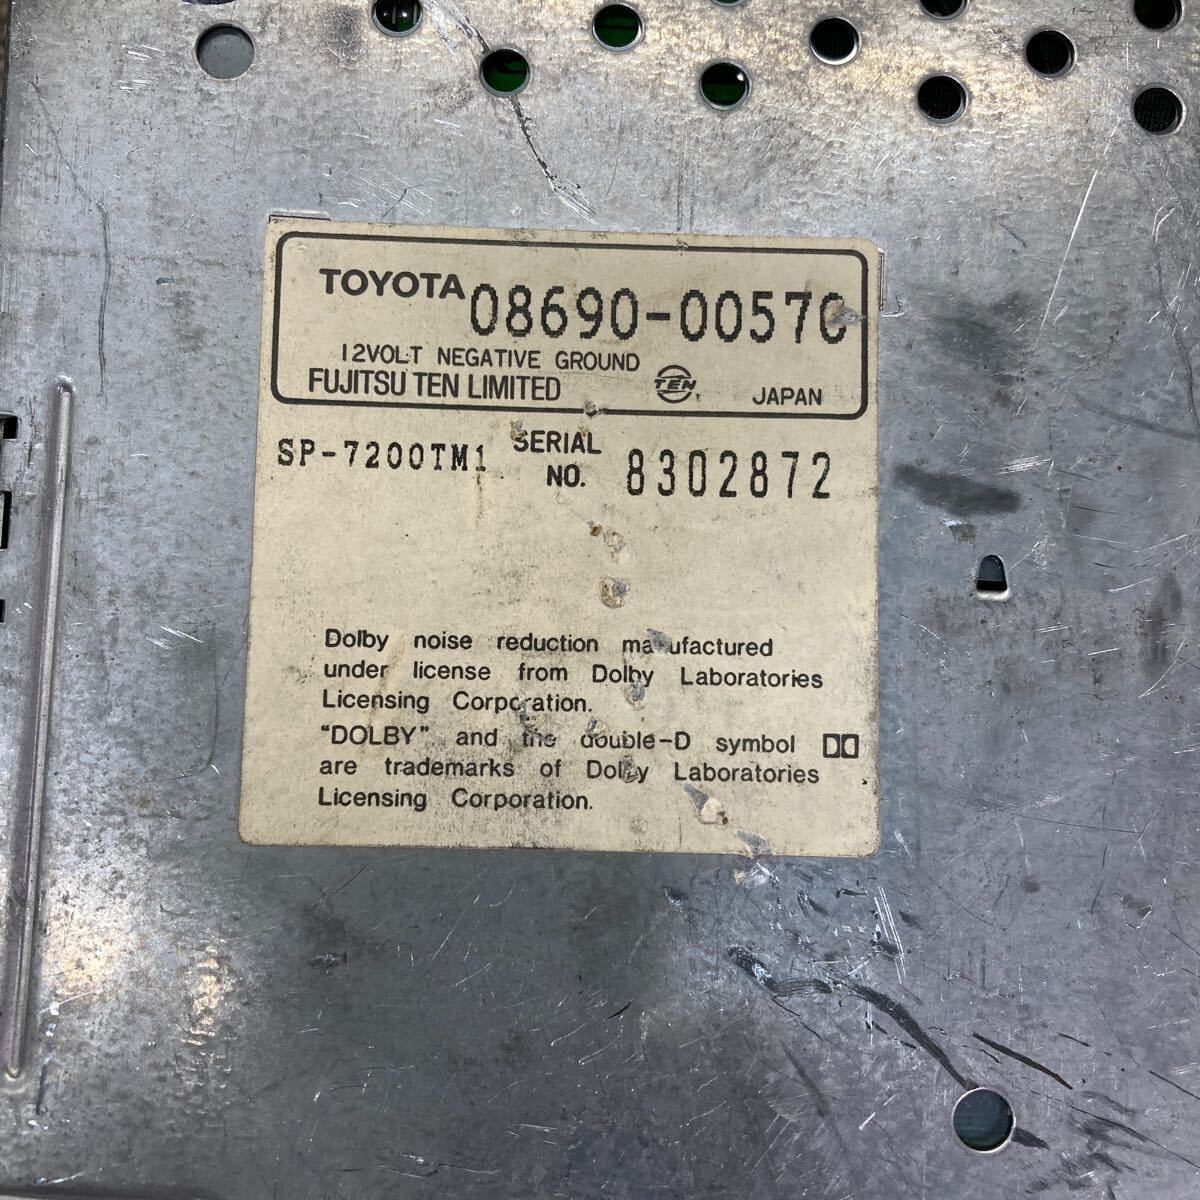 TOYOTA 08690-00570
12VOLT NEGATIVE GROUND
FUJITSU TEN LIMITED TEN JAPAN
SP-7200TM1 SERIAL NO. 8302872
Dolby noise reduction manufactured
under license from Dolby Laboratories
Licensing Corporation.
"DOLBY" and the double-D symbol
are trademarks of Dolby Laboratories
Licensing Corporation.